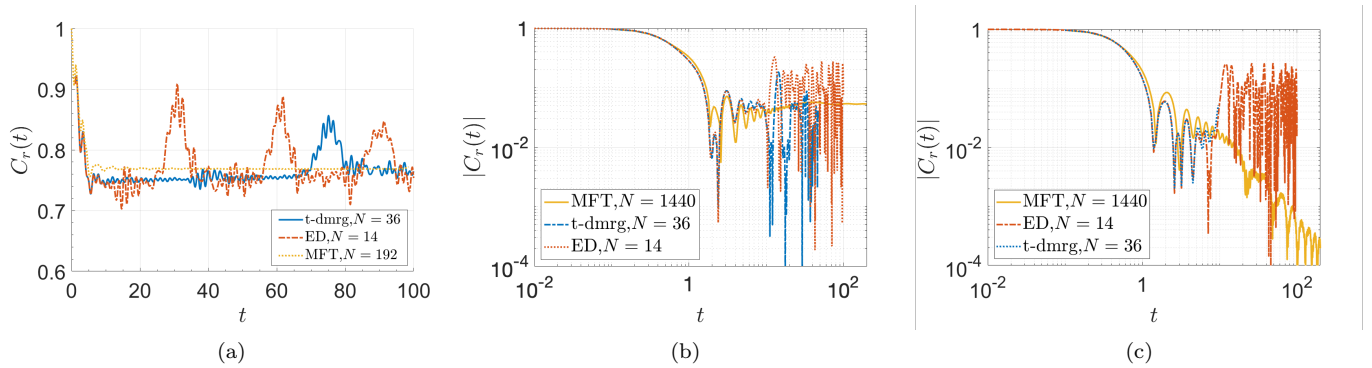 1
0.9
0.8
0.7
0.6
C_r(t)
0 20 40 60 80 100
t
t-dmrg,N = 36
ED,N = 14
MFT,N = 192
(a)
1
10^-2
10^-4
|C_r(t)|
10^-2 1 10^2
t
MFT,N = 1440
t-dmrg,N = 36
ED,N = 14
(b)
1
10^-2
10^-4
|C_r(t)|
10^-2 1 10^2
t
MFT,N = 1440
ED,N = 14
t-dmrg,N = 36
(c)